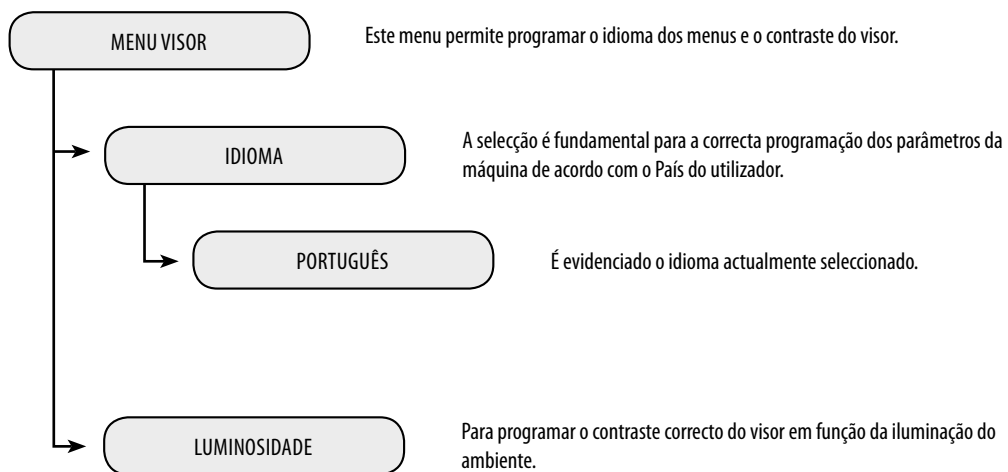 MENU VISOR
Este menu permite programar o idioma dos menus e o contraste do visor.
IDIOMA
A selecção é fundamental para a correcta programação dos parâmetros da
máquina de acordo com o País do utilizador.
PORTUGUÊS
É evidenciado o idioma actualmente seleccionado.
LUMINOSIDADE
Para programar o contraste correcto do visor em função da iluminação do
ambiente.